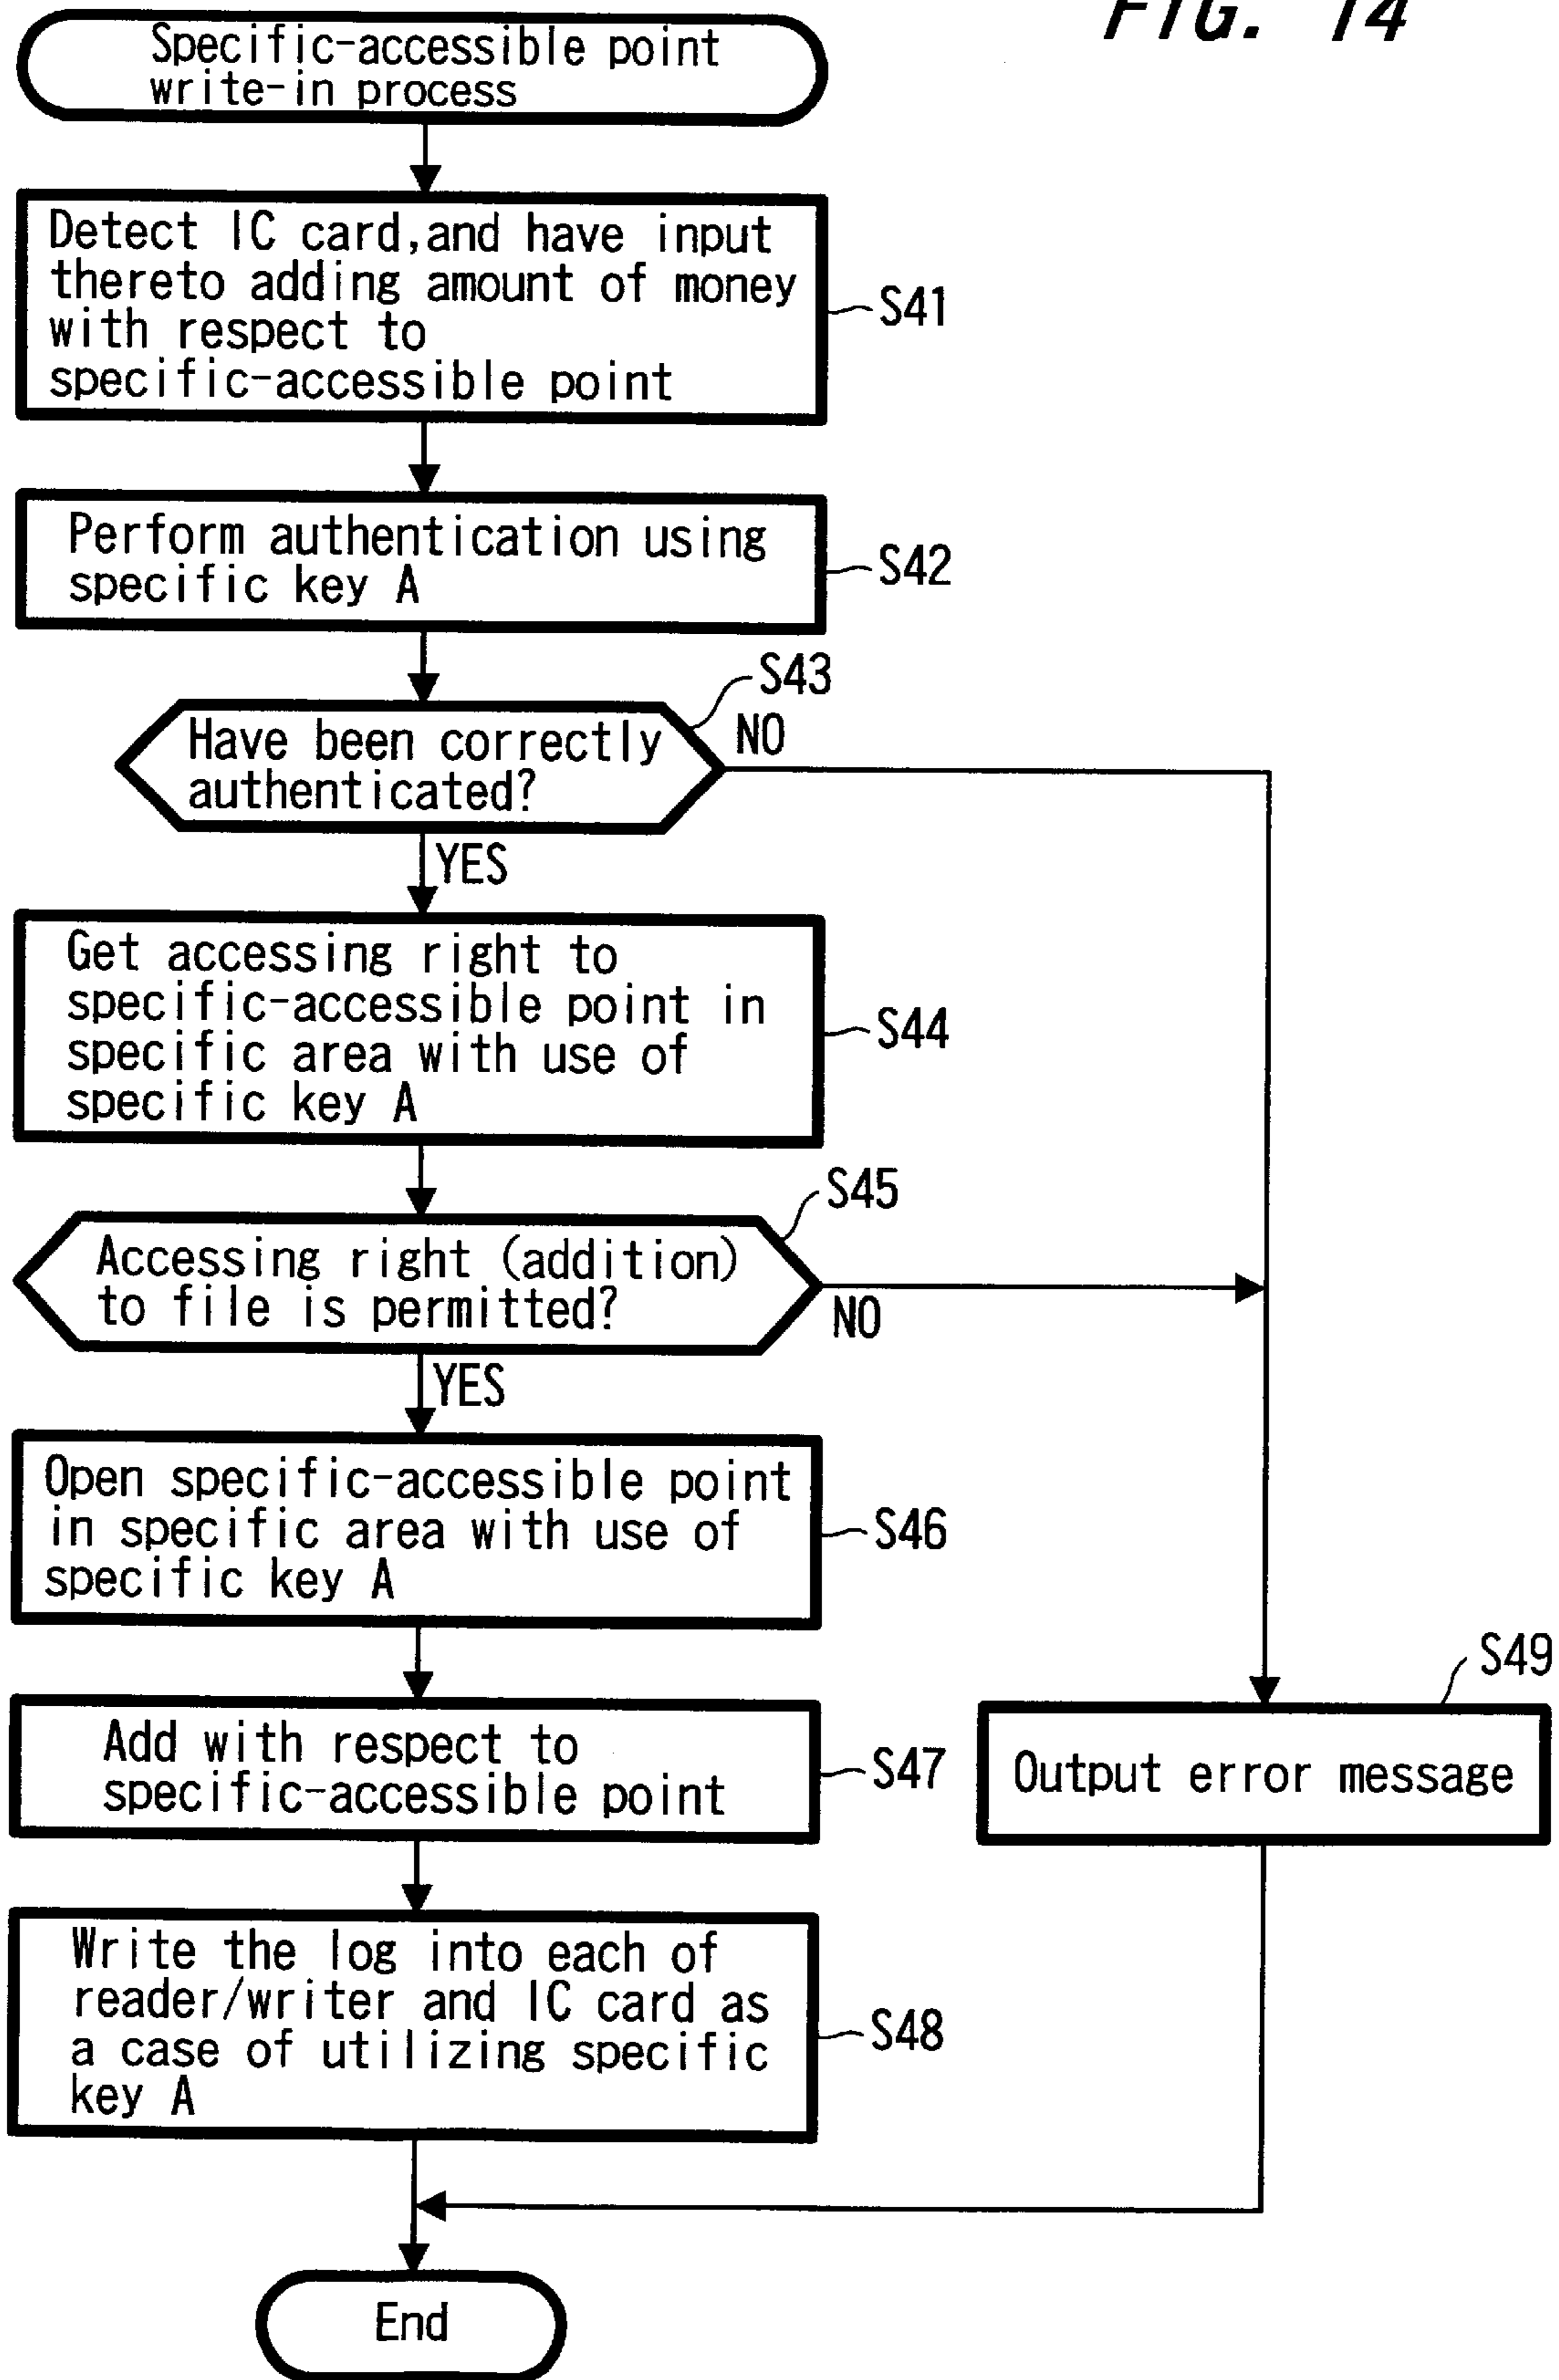 FIG. 14
Specific-accessible point
write-in process
Detect IC card,and have input
thereto adding amount of money
with respect to
specific-accessible point
S41
Perform authentication using
specific key A
S42
S43
Have been correctly
authenticated?
NO
YES
Get accessing right to
specific-accessible point in
specific area with use of
specific key A
S44
S45
Accessing right (addition)
to file is permitted?
NO
YES
Open specific-accessible point
in specific area with use of
specific key A
S46
Add with respect to
specific-accessible point
S47
S49
Output error message
Write the log into each of
reader/writer and IC card as
a case of utilizing specific
key A
S48
End